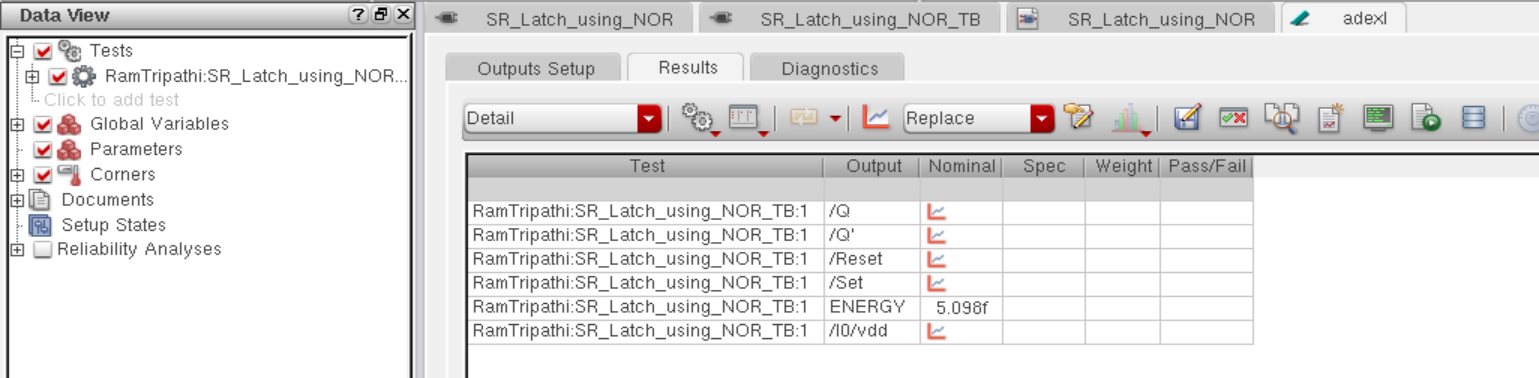 Data View
SR_Latch_using_NOR
SR_Latch_using_NOR_TB
SR_Latch_using_NOR
adexl
Tests
RamTripathi:SR_Latch_using_NOR...
Click to add test
Global Variables
Parameters
Corners
Documents
Setup States
Reliability Analyses
Outputs Setup
Results
Diagnostics
Detail
Replace
Test Output Nominal Spec Weight Pass/Fail
RamTripathi:SR_Latch_using_NOR_TB:1 /Q
RamTripathi:SR_Latch_using_NOR_TB:1 /Q'
RamTripathi:SR_Latch_using_NOR_TB:1 /Reset
RamTripathi:SR_Latch_using_NOR_TB:1 /Set
RamTripathi:SR_Latch_using_NOR_TB:1 ENERGY 5.098f
RamTripathi:SR_Latch_using_NOR_TB:1 /I0/vdd